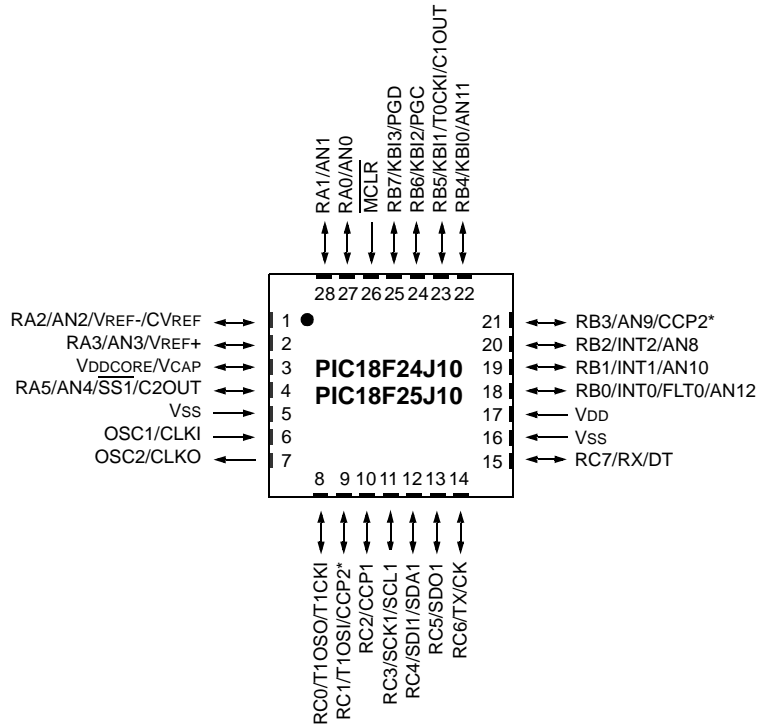 RA1/AN1
RA0/AN0
MCLR
RB7/KBI3/PGD
RB6/KBI2/PGC
RB5/KBI1/T0CKI/C1OUT
RB4/KBI0/AN11
28 27 26 25 24 23 22
RA2/AN2/VREF-/CVREF 1
RA3/AN3/VREF+ 2
VDDCORE/VCAP 3
RA5/AN4/SS1/C2OUT 4
VSS 5
OSC1/CLKI 6
OSC2/CLKO 7
PIC18F24J10
PIC18F25J10
21 RB3/AN9/CCP2*
20 RB2/INT2/AN8
19 RB1/INT1/AN10
18 RB0/INT0/FLT0/AN12
17 VDD
16 VSS
15 RC7/RX/DT
8 9 10 11 12 13 14
RC0/T1OSO/T1CKI
RC1/T1OSI/CCP2*
RC2/CCP1
RC3/SCK1/SCL1
RC4/SDI1/SDA1
RC5/SDO1
RC6/TX/CK